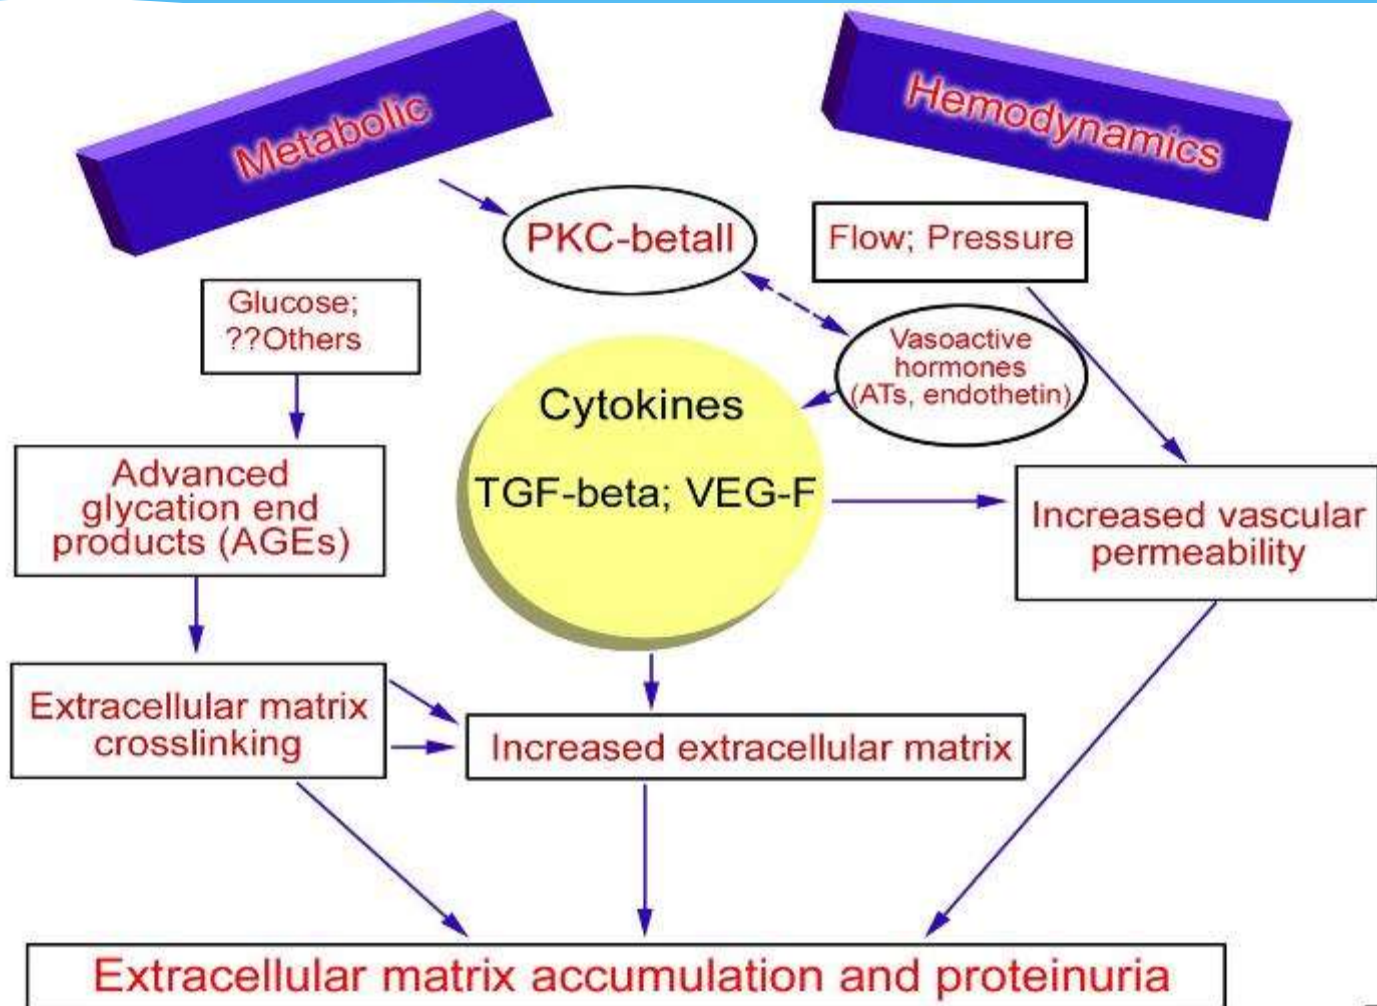 Metabolic
Hemodynamics
PKC-betaII
Flow; Pressure
Glucose;
??Others
Vasoactive
hormones
(ATs, endothetin)
Cytokines
TGF-beta; VEG-F
Advanced
glycation end
products (AGEs)
Increased vascular
permeability
Extracellular matrix
crosslinking
Increased extracellular matrix
Extracellular matrix accumulation and proteinuria